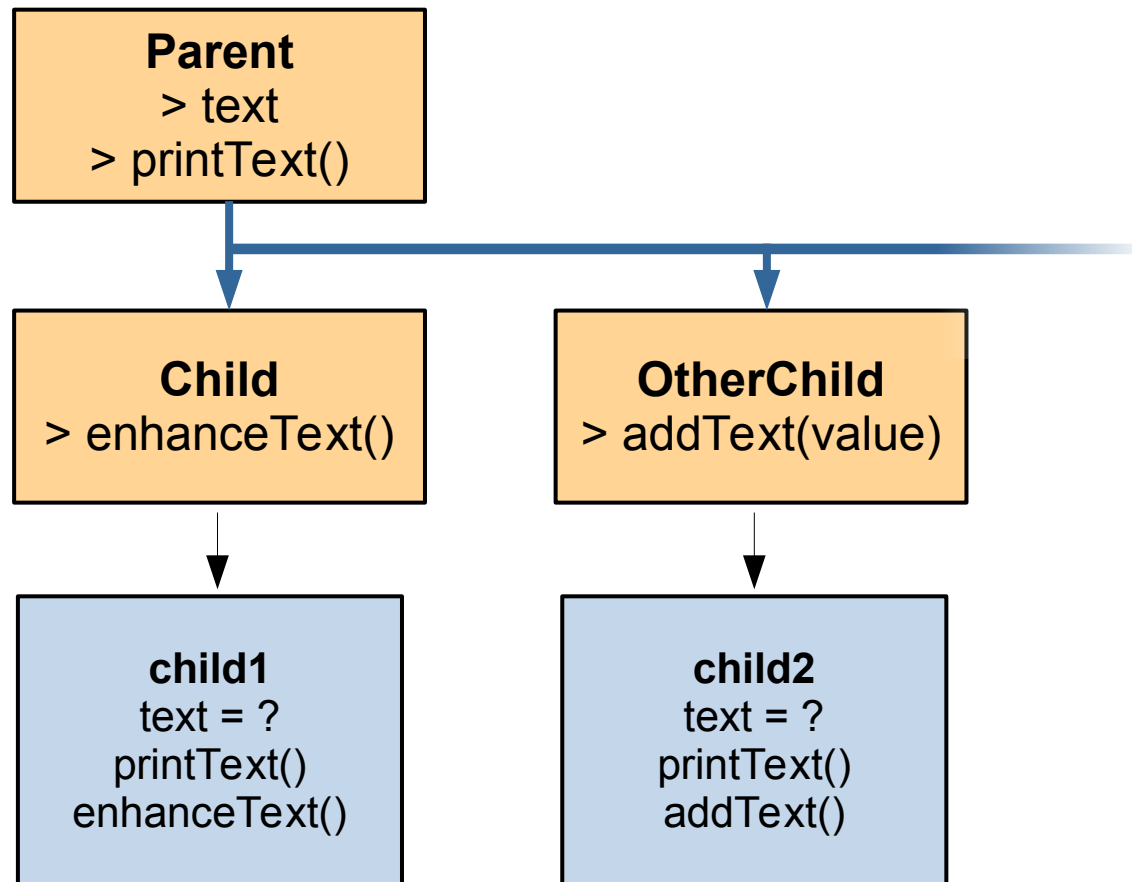 Parent
> text
> printText()
Child
> enhanceText()
OtherChild
> addText(value)
child1
text = ?
printText()
enhanceText()
child2
text = ?
printText()
addText()